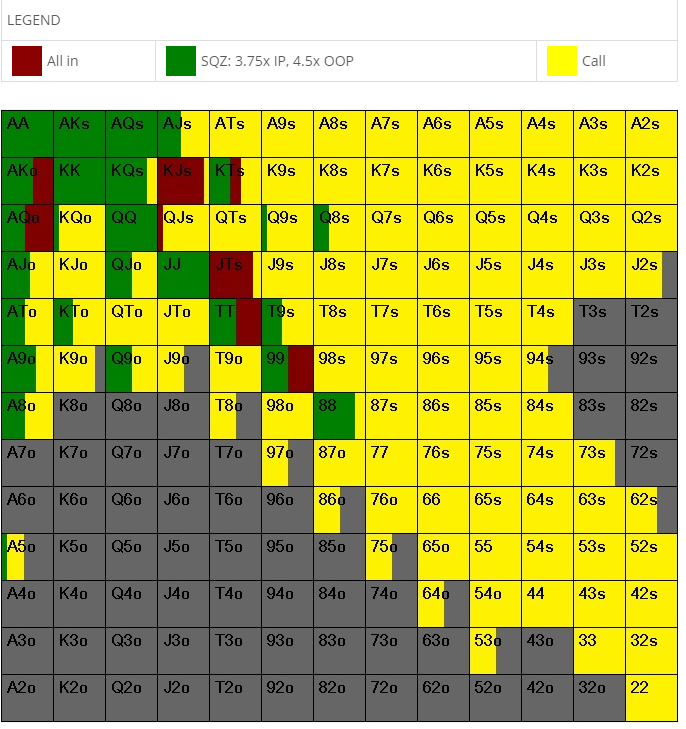 LEGEND
All in SQZ: 3.75x IP, 4.5x OOP Call
AA AKs AQs AJs ATs A9s A8s A7s A6s A5s A4s A3s A2s
AKo KK KQs KJs KTs K9s K8s K7s K6s K5s K4s K3s K2s
AQo KQo QQ QJs QTs Q9s Q8s Q7s Q6s Q5s Q4s Q3s Q2s
AJo KJo QJo JJ JTs J9s J8s J7s J6s J5s J4s J3s J2s
ATo KTo QTo JTo TT T9s T8s T7s T6s T5s T4s T3s T2s
A9o K9o Q9o J9o T9o 99 98s 97s 96s 95s 94s 93s 92s
A8o K8o Q8o J8o T8o 98o 88 87s 86s 85s 84s 83s 82s
A7o K7o Q7o J7o T7o 97o 87o 77 76s 75s 74s 73s 72s
A6o K6o Q6o J6o T6o 96o 86o 76o 66 65s 64s 63s 62s
A5o K5o Q5o J5o T5o 95o 85o 75o 65o 55 54s 53s 52s
A4o K4o Q4o J4o T4o 94o 84o 74o 64o 54o 44 43s 42s
A3o K3o Q3o J3o T3o 93o 83o 73o 63o 53o 43o 33 32s
A2o K2o Q2o J2o T2o 92o 82o 72o 62o 52o 42o 32o 22